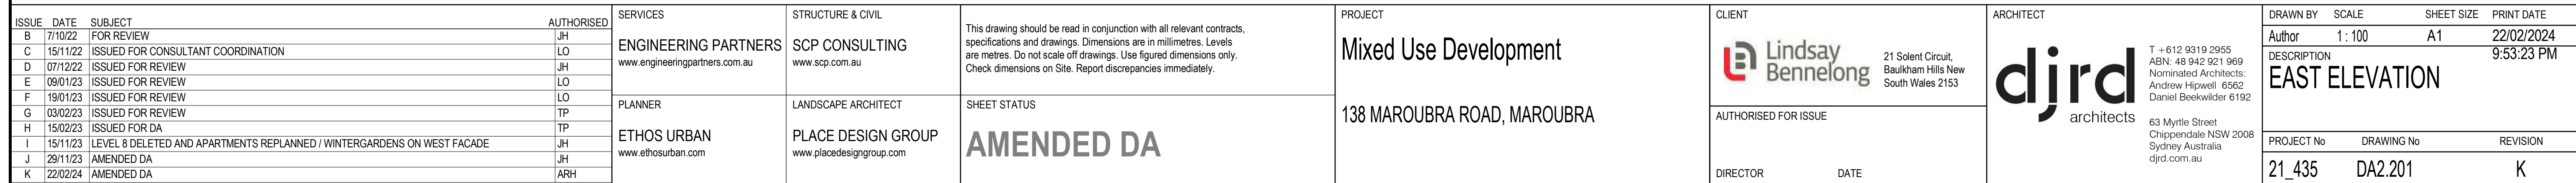 ISSUE DATE SUBJECT AUTHORISED
B 7/10/22 FOR REVIEW JH
C 15/11/22 ISSUED FOR CONSULTANT COORDINATION LO
D 07/12/22 ISSUED FOR REVIEW JH
E 09/01/23 ISSUED FOR REVIEW LO
F 19/01/23 ISSUED FOR REVIEW LO
G 03/02/23 ISSUED FOR REVIEW TP
H 15/02/23 ISSUED FOR DA TP
I 15/11/23 LEVEL 8 DELETED AND APARTMENTS REPLANNED / WINTERGARDENS ON WEST FACADE JH
J 29/11/23 AMENDED DA JH
K 22/02/24 AMENDED DA ARH
SERVICES
ENGINEERING PARTNERS
www.engineeringpartners.com.au
PLANNER
ETHOS URBAN
www.ethosurban.com
STRUCTURE & CIVIL
SCP CONSULTING
www.scp.com.au
LANDSCAPE ARCHITECT
PLACE DESIGN GROUP
www.placedesigngroup.com
This drawing should be read in conjunction with all relevant contracts,
specifications and drawings. Dimensions are in millimetres. Levels
are metres. Do not scale off drawings. Use figured dimensions only.
Check dimensions on Site. Report discrepancies immediately.
SHEET STATUS
AMENDED DA
PROJECT
Mixed Use Development
138 MAROUBRA ROAD, MAROUBRA
CLIENT
Lindsay
Bennelong
21 Solent Circuit,
Baulkham Hills New
South Wales 2153
AUTHORISED FOR ISSUE
DIRECTOR DATE
ARCHITECT
djrd
architects
T +612 9319 2955
ABN: 48 942 921 969
Nominated Architects:
Andrew Hipwell 6562
Daniel Beekwilder 6192
63 Myrtle Street
Chippendale NSW 2008
Sydney Australia
djrd.com.au
DRAWN BY SCALE SHEET SIZE PRINT DATE
Author 1 : 100 A1 22/02/2024
9:53:23 PM
DESCRIPTION
EAST ELEVATION
PROJECT No DRAWING No REVISION
21_435 DA2.201 K